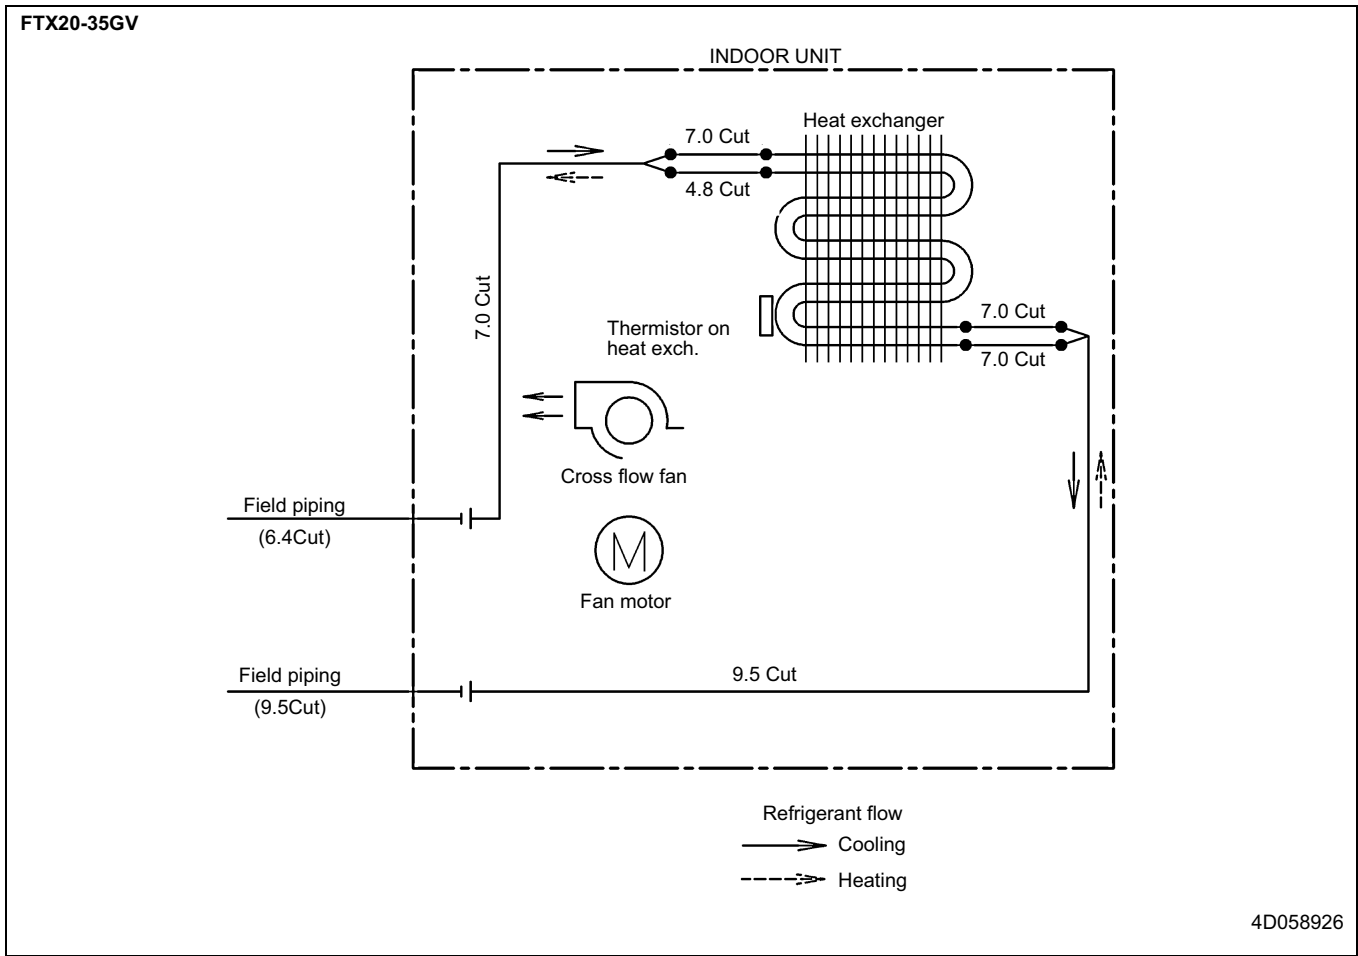 FTX20-35GV
INDOOR UNIT
Heat exchanger
7.0 Cut
4.8 Cut
7.0 Cut
7.0 Cut
7.0 Cut
Thermistor on
heat exch.
Cross flow fan
Field piping
(6.4Cut)
M
Fan motor
Field piping
(9.5Cut)
9.5 Cut
Refrigerant flow
Cooling
Heating
4D058926